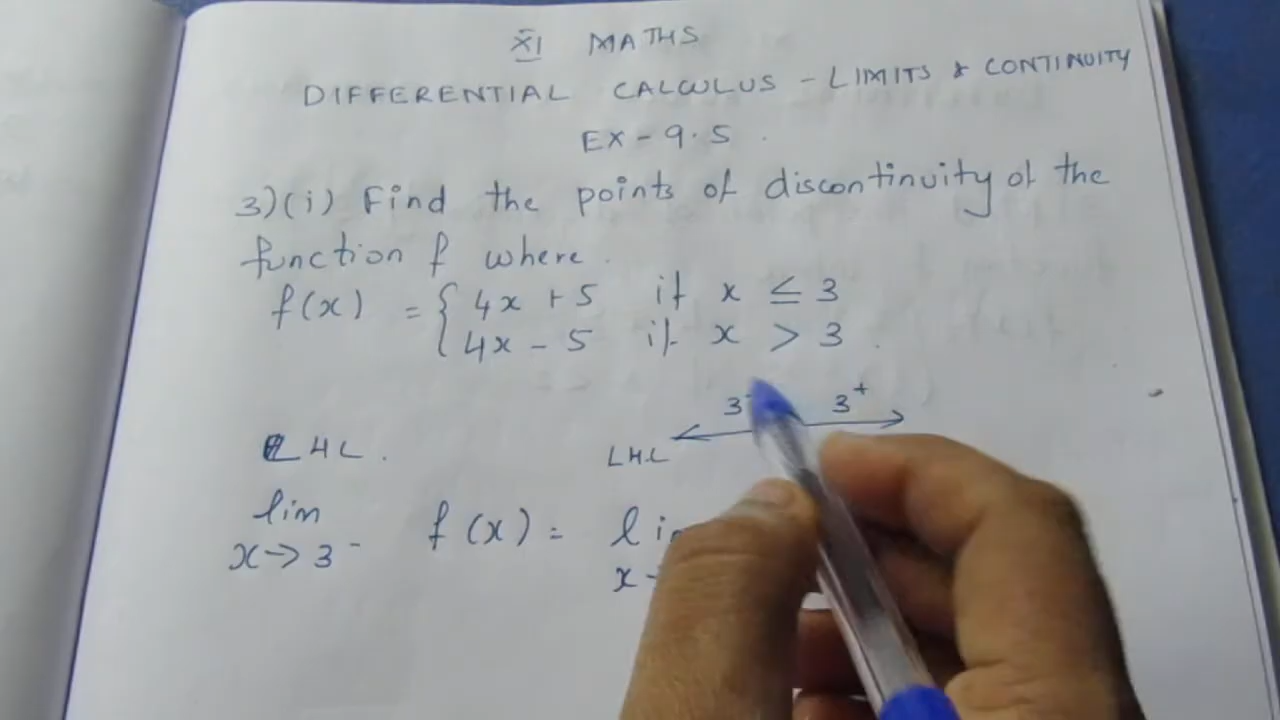 XI MATHS
DIFFERENTIAL CALCULUS - LIMITS & CONTINUITY
EX - 9.5.
3)(i) Find the points of discontinuity of the
function f where.
f(x) = { 4x + 5 if x ≤ 3
4x - 5 if x > 3.
3⁻ 3⁺
LHL. LHL
lim f(x) = li
x→3⁻ x-